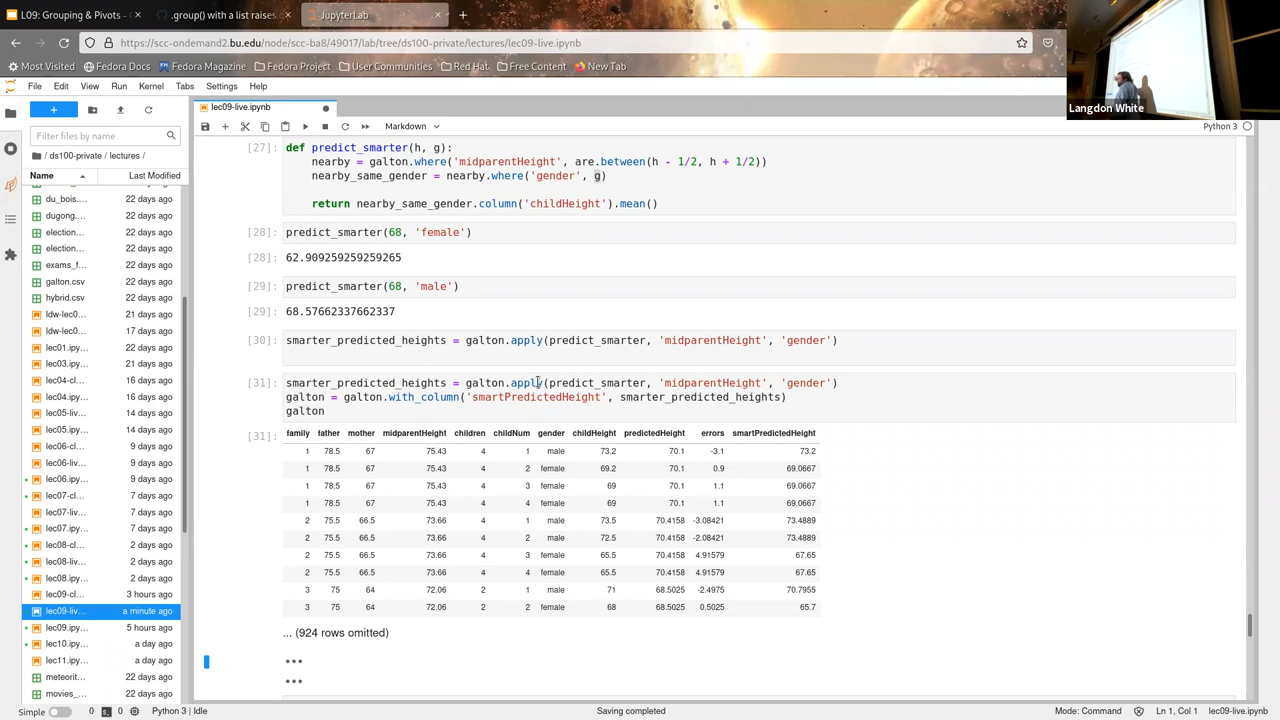 L09: Grouping & Pivots -
.group() with a list raises
JupyterLab
https://scc-ondemand2.bu.edu/node/scc-ba8/49017/lab/tree/ds100-private/lectures/lec09-live.ipynb
Most Visited Fedora Docs Fedora Magazine Fedora Project User Communities Red Hat Free Content New Tab
Langdon White
File Edit View Run Kernel Tabs Settings Help
lec09-live.ipynb
Filter files by name
/ ds100-private / lectures /
Name Last Modified
du_bois.... 22 days ago
dugong.... 22 days ago
election... 22 days ago
election... 22 days ago
exams_f... 22 days ago
galton.csv 22 days ago
hybrid.csv 22 days ago
ldw-lec0... 21 days ago
ldw-lec0... 17 days ago
lec01.ipy... 22 days ago
lec03.ipy... 21 days ago
lec04-cl... 16 days ago
lec04.ipy... 16 days ago
lec05-liv... 14 days ago
lec05.ipy... 14 days ago
lec06-cl... 9 days ago
lec06-liv... 9 days ago
lec06.ipy... 9 days ago
lec07-cl... 7 days ago
lec07-liv... 7 days ago
lec07.ipy... 7 days ago
lec08-cl... 2 days ago
lec08-liv... 2 days ago
lec08.ipy... 2 days ago
lec09-cl... 3 hours ago
lec09-liv... a minute ago
lec09.ipy... 5 hours ago
lec10.ipy... a day ago
lec11.ipy... a day ago
meteorit... 22 days ago
movies_... 22 days ago
Markdown
Python 3
[27]: def predict_smarter(h, g):
nearby = galton.where('midparentHeight', are.between(h - 1/2, h + 1/2))
nearby_same_gender = nearby.where('gender', g)
return nearby_same_gender.column('childHeight').mean()
[28]: predict_smarter(68, 'female')
[28]: 62.909259259259265
[29]: predict_smarter(68, 'male')
[29]: 68.57662337662337
[30]: smarter_predicted_heights = galton.apply(predict_smarter, 'midparentHeight', 'gender')
[31]: smarter_predicted_heights = galton.apply(predict_smarter, 'midparentHeight', 'gender')
galton = galton.with_column('smartPredictedHeight', smarter_predicted_heights)
galton
[31]: family father mother midparentHeight children childNum gender childHeight predictedHeight errors smartPredictedHeight
1 78.5 67 75.43 4 1 male 73.2 70.1 -3.1 73.2
1 78.5 67 75.43 4 2 female 69.2 70.1 0.9 69.0667
1 78.5 67 75.43 4 3 female 69 70.1 1.1 69.0667
1 78.5 67 75.43 4 4 female 69 70.1 1.1 69.0667
2 75.5 66.5 73.66 4 1 male 73.5 70.4158 -3.08421 73.4889
2 75.5 66.5 73.66 4 2 male 72.5 70.4158 -2.08421 73.4889
2 75.5 66.5 73.66 4 3 female 65.5 70.4158 4.91579 67.65
2 75.5 66.5 73.66 4 4 female 65.5 70.4158 4.91579 67.65
3 75 64 72.06 2 1 male 71 68.5025 -2.4975 70.7955
3 75 64 72.06 2 2 female 68 68.5025 0.5025 65.7
... (924 rows omitted)
Simple 0 0 Python 3 | Idle Saving completed Mode: Command Ln 1, Col 1 lec09-live.ipynb